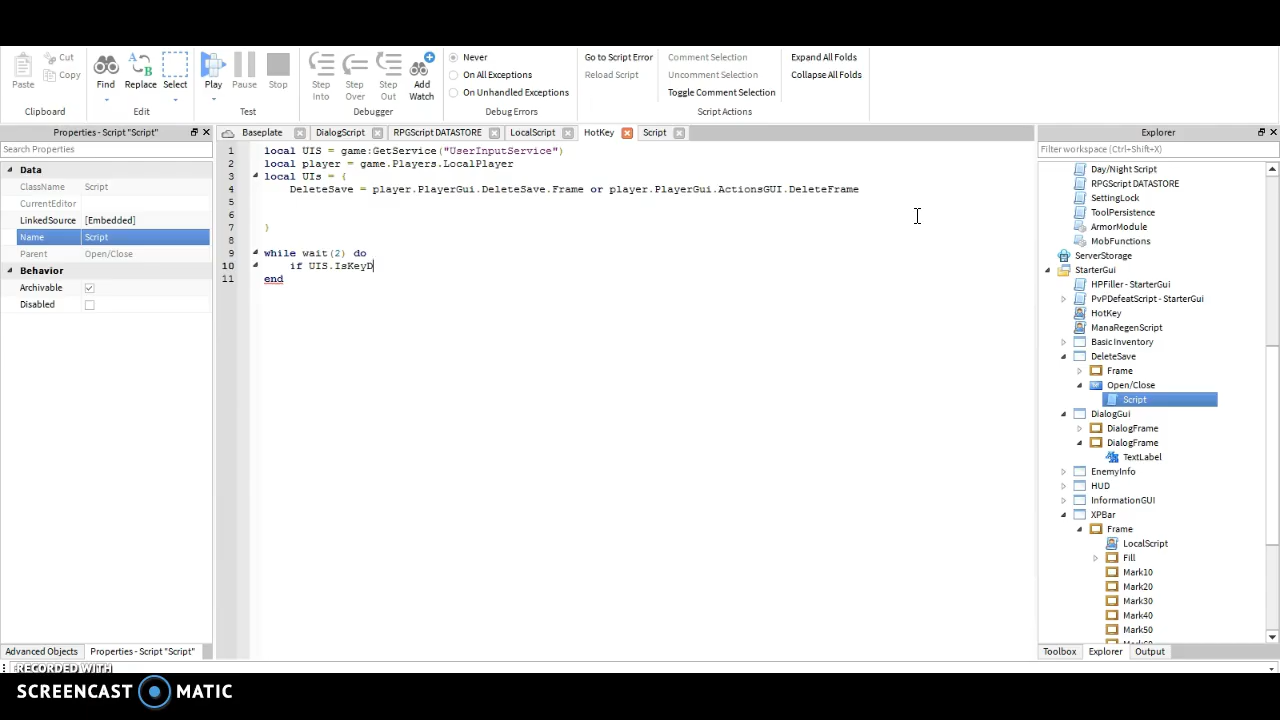 Paste
Cut
Copy
Clipboard
Find
Replace
Select
Edit
Play
Pause
Stop
Test
Step Into
Step Over
Step Out
Add Watch
Debugger
Never
On All Exceptions
On Unhandled Exceptions
Debug Errors
Go to Script Error
Reload Script
Comment Selection
Uncomment Selection
Toggle Comment Selection
Script Actions
Expand All Folds
Collapse All Folds
Properties - Script "Script"
Search Properties
Data
ClassName Script
CurrentEditor
LinkedSource [Embedded]
Name Script
Parent Open/Close
Behavior
Archivable
Disabled
Advanced Objects
Properties - Script "Script"
Baseplate
DialogScript
RPGScript DATASTORE
LocalScript
HotKey
Script
1 local UIS = game:GetService("UserInputService")
2 local player = game.Players.LocalPlayer
3 local UIs = {
4 DeleteSave = player.PlayerGui.DeleteSave.Frame or player.PlayerGui.ActionsGUI.DeleteFrame
5
6
7 }
8
9 while wait(2) do
10 if UIS.IsKeyD
11 end
Explorer
Filter workspace (Ctrl+Shift+X)
Day/Night Script
RPGScript DATASTORE
SettingLock
ToolPersistence
ArmorModule
MobFunctions
ServerStorage
StarterGui
HPFiller - StarterGui
PvPDefeatScript - StarterGui
HotKey
ManaRegenScript
BasicInventory
DeleteSave
Frame
Open/Close
Script
DialogGui
DialogFrame
DialogFrame
TextLabel
EnemyInfo
HUD
InformationGUI
XPBar
Frame
LocalScript
Fill
Mark10
Mark20
Mark30
Mark40
Mark50
Toolbox
Explorer
Output
RECORDED WITH
SCREENCAST MATIC